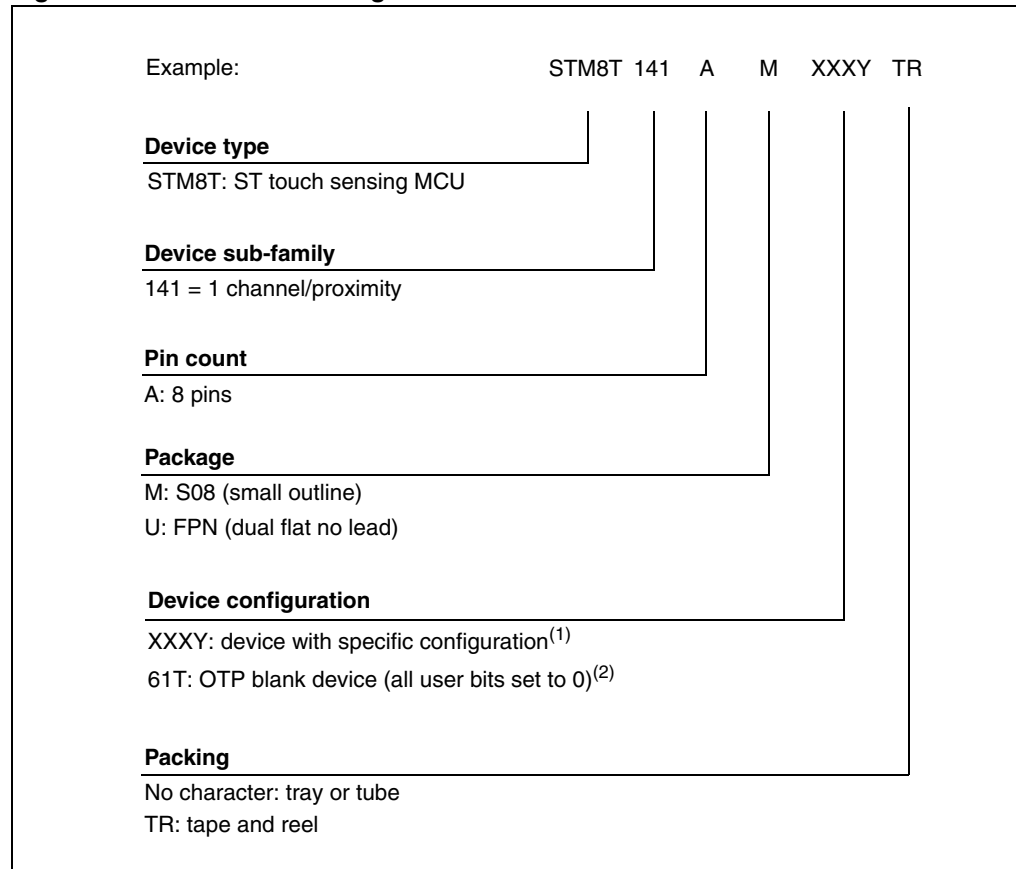 Example: STM8T 141 A M XXXY TR
Device type
STM8T: ST touch sensing MCU
Device sub-family
141 = 1 channel/proximity
Pin count
A: 8 pins
Package
M: S08 (small outline)
U: FPN (dual flat no lead)
Device configuration
XXXY: device with specific configuration(1)
61T: OTP blank device (all user bits set to 0)(2)
Packing
No character: tray or tube
TR: tape and reel